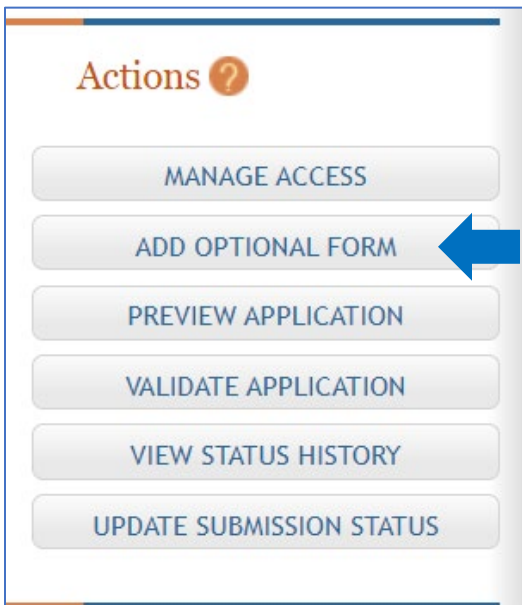 Actions ?
MANAGE ACCESS
ADD OPTIONAL FORM
PREVIEW APPLICATION
VALIDATE APPLICATION
VIEW STATUS HISTORY
UPDATE SUBMISSION STATUS